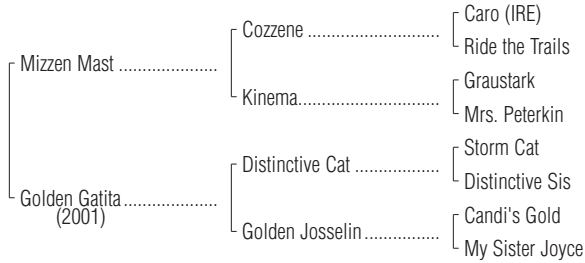 Caro (IRE)
Cozzene
Ride the Trails
Mizzen Mast
Graustark
Kinema
Mrs. Peterkin
Storm Cat
Distinctive Cat
Distinctive Sis
Golden Gatita
(2001)
Candi's Gold
Golden Josselin
My Sister Joyce